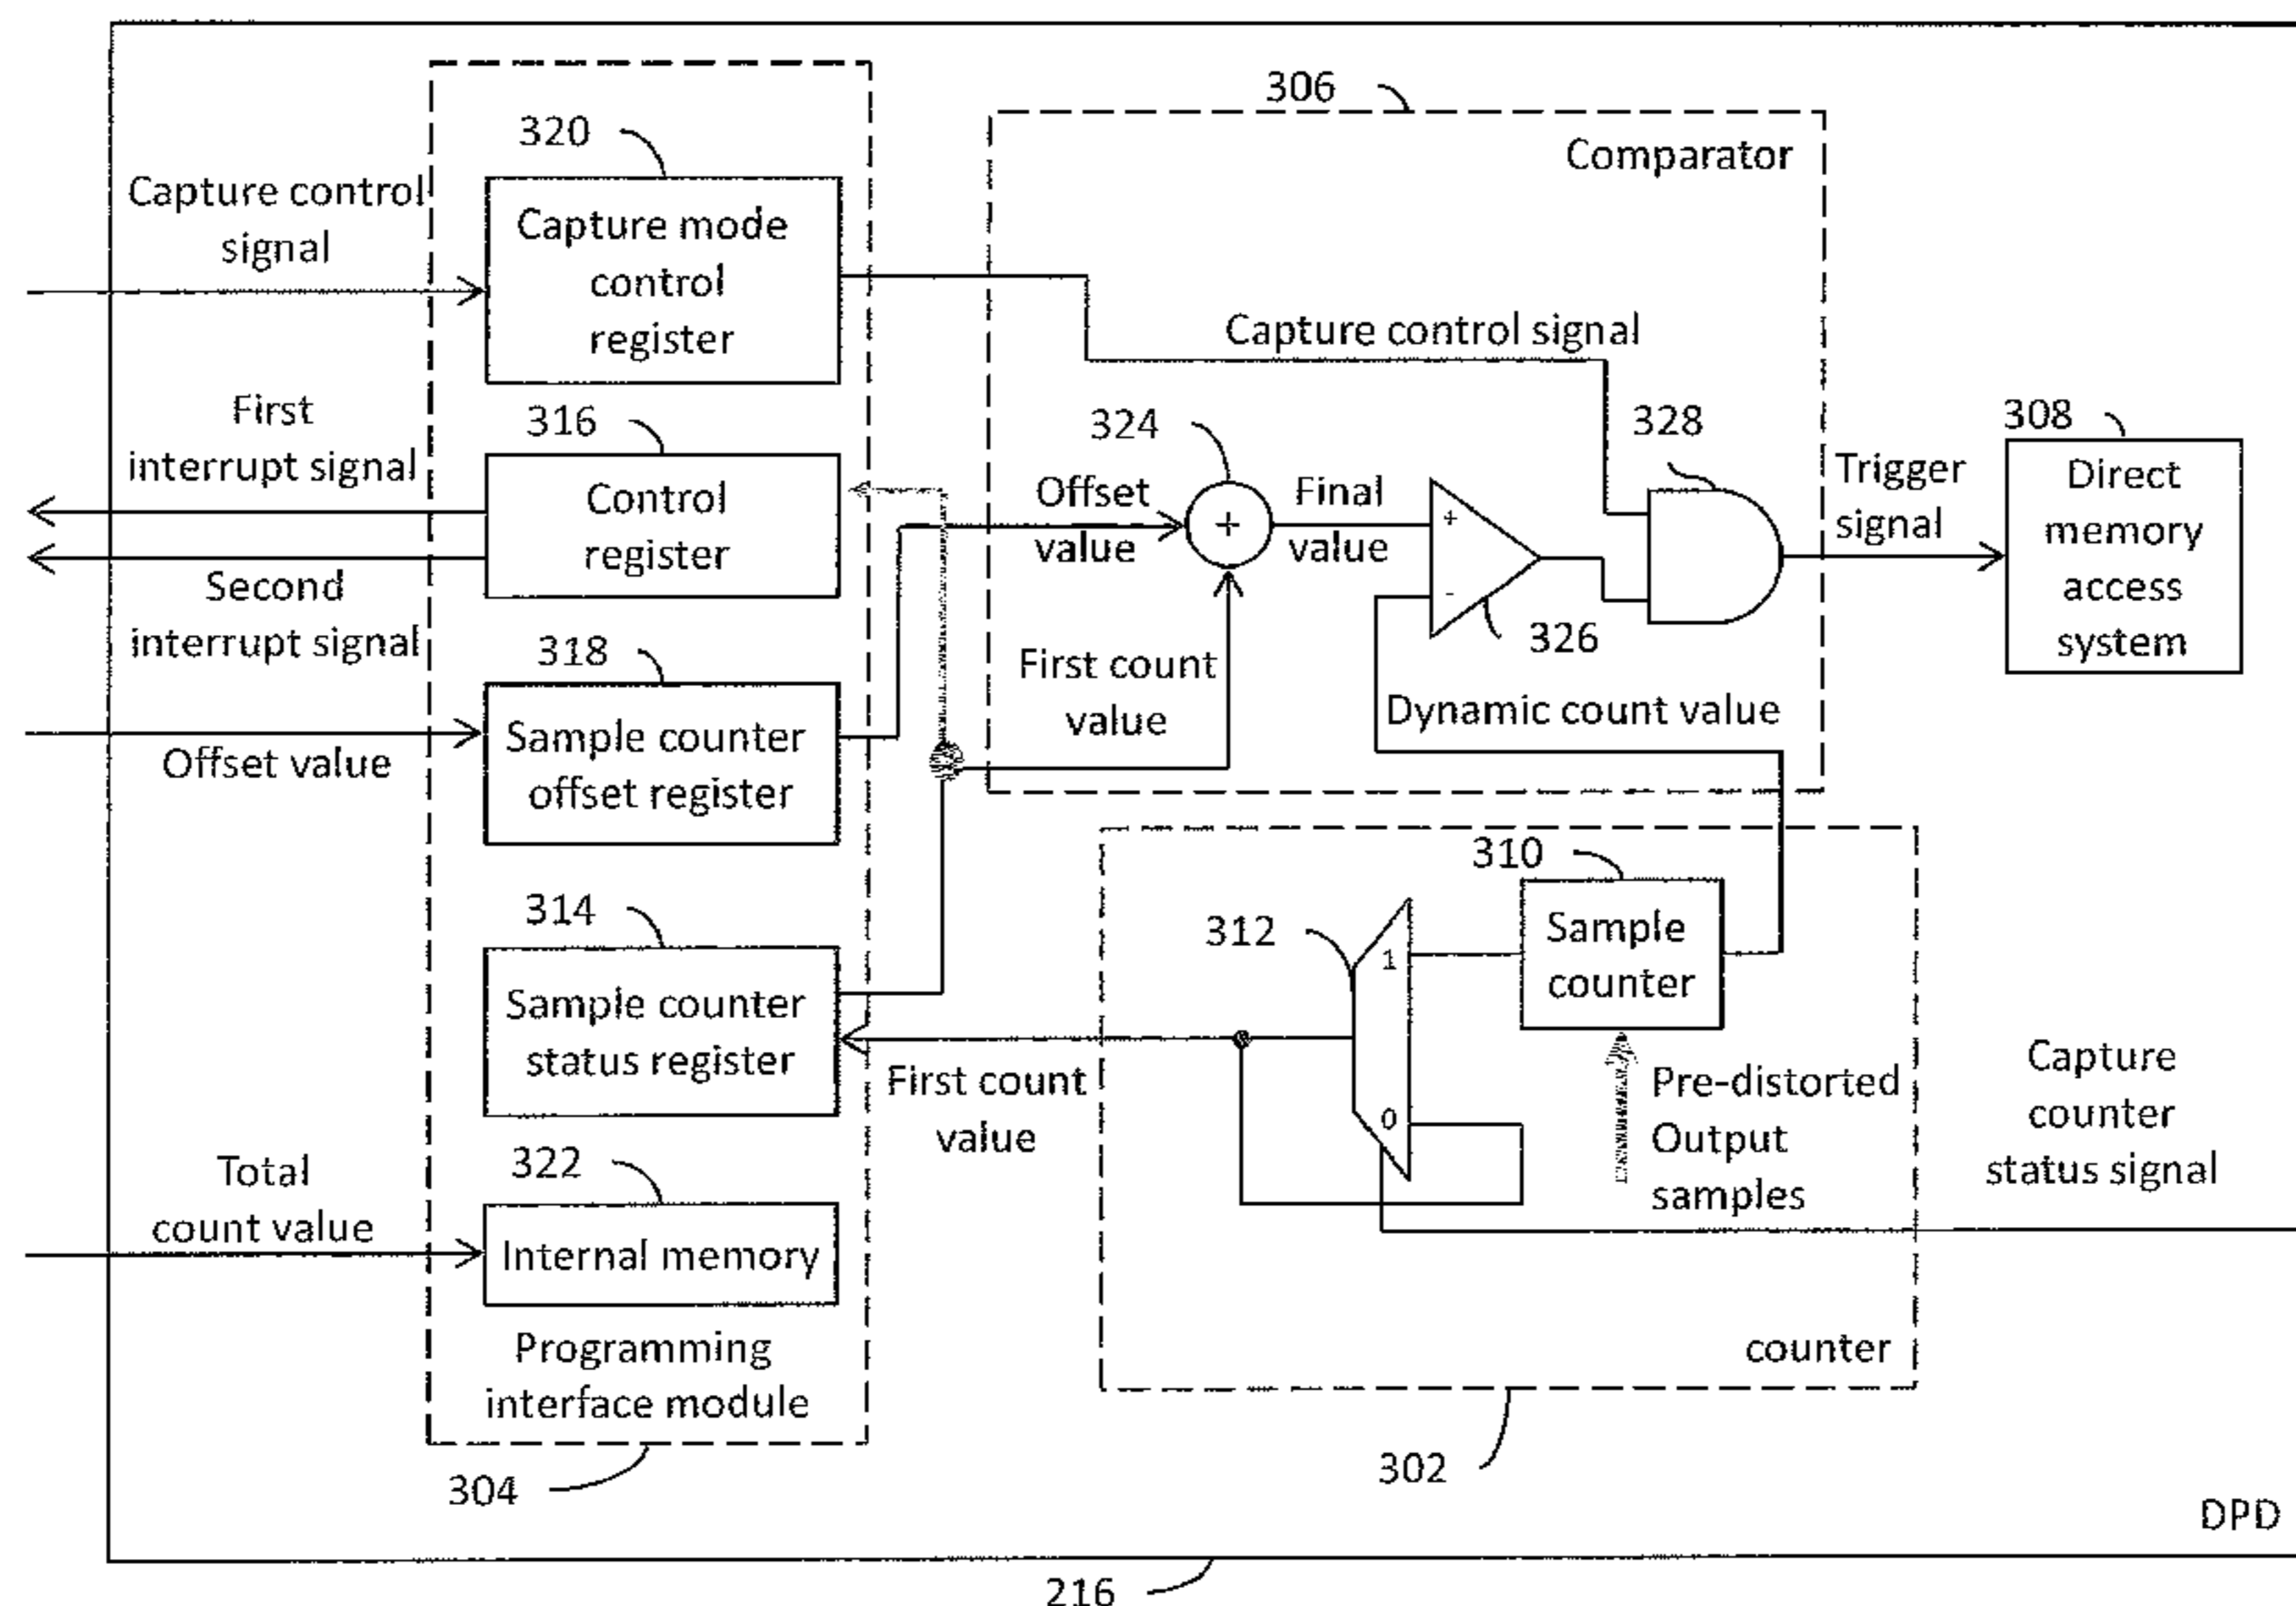 306
Comparator
320
Capture control
signal
Capture mode
control
register
Capture control signal
First
interrupt signal
316
Control
register
Second
interrupt signal
324
Offset
value
+
Final
value
+
-
326
328
Trigger
signal
308
Direct
memory
access
system
318
Sample counter
offset register
Offset value
First count
value
Dynamic count value
314
Sample counter
status register
First count
value
312
1
0
310
Sample
counter
Pre-distorted
Output
samples
Capture
counter
status signal
322
Total
count value
Internal memory
Programming
interface module
304
counter
302
DPD
216